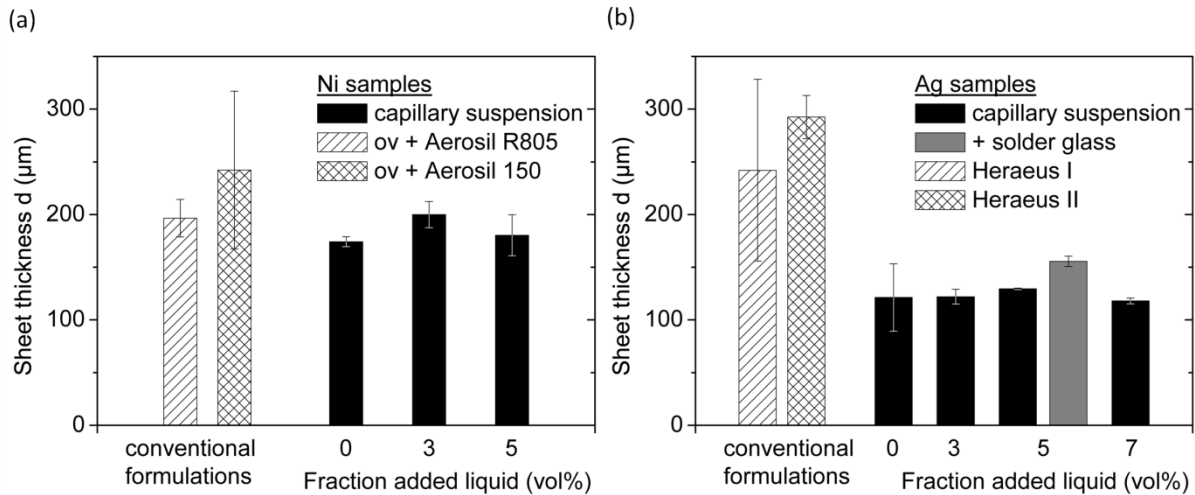 (a)
Sheet thickness d (µm)
300
200
100
0
Ni samples
capillary suspension
ov + Aerosil R805
ov + Aerosil 150
conventional
formulations
0 3 5
Fraction added liquid (vol%)
(b)
Sheet thickness d (µm)
300
200
100
0
Ag samples
capillary suspension
+ solder glass
Heraeus I
Heraeus II
conventional
formulations
0 3 5 7
Fraction added liquid (vol%)